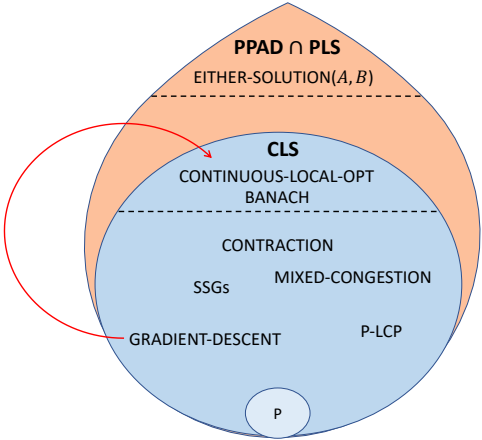 PPAD ∩ PLS
EITHER-SOLUTION(A, B)
CLS
CONTINUOUS-LOCAL-OPT
BANACH
CONTRACTION
MIXED-CONGESTION
SSGs
P-LCP
GRADIENT-DESCENT
P